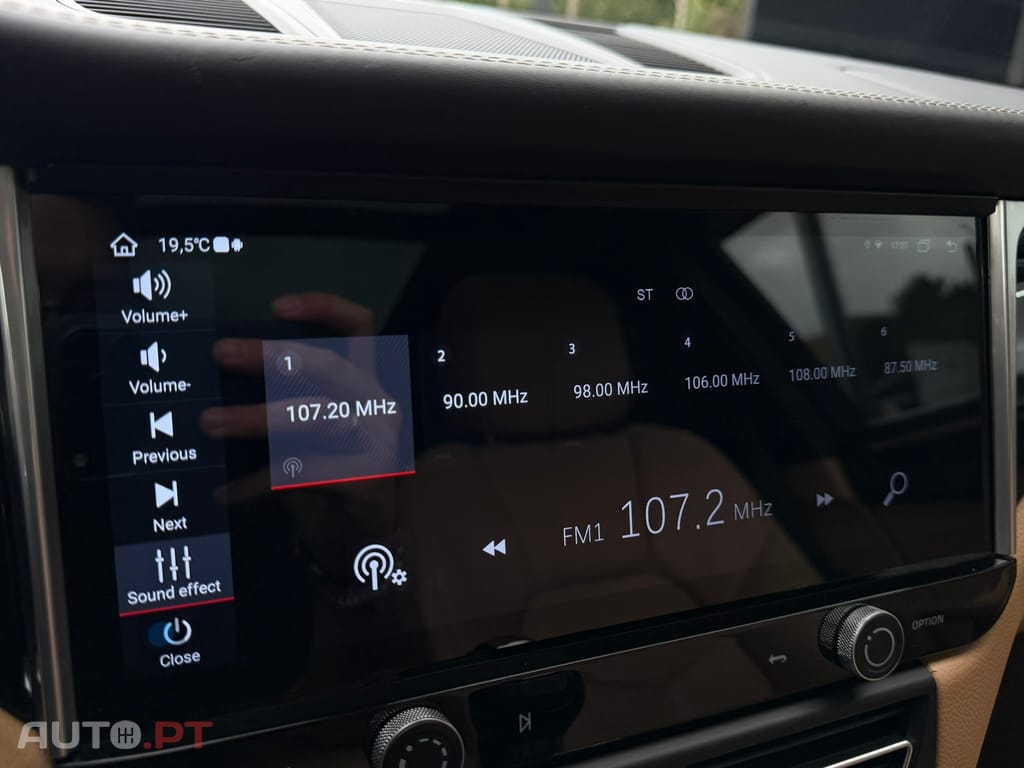 19,5°C
17:37
Volume+
Volume-
Previous
Next
Sound effect
Close
ST
1
107.20 MHz
2
90.00 MHz
3
98.00 MHz
4
106.00 MHz
5
108.00 MHz
6
87.50 MHz
FM1 107.2 MHz
OPTION
AUTO.PT